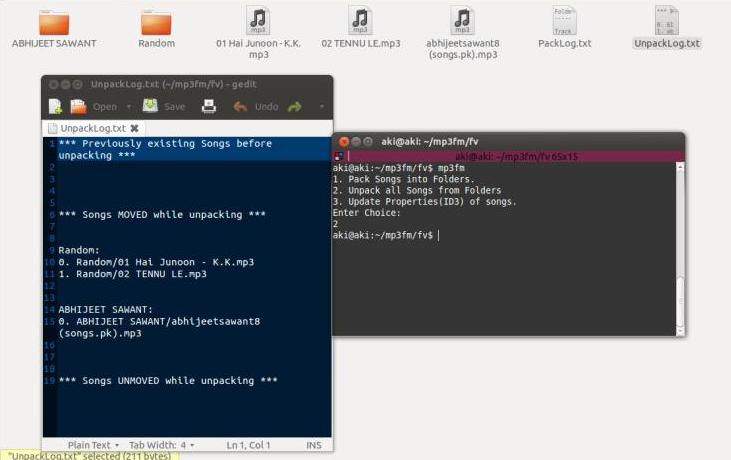 ABHIJEET SAWANT
Random
01 Hai Junoon - K.K.
mp3
02 TENNU LE.mp3
abhijeetsawant8
(songs.pk).mp3
PackLog.txt
UnpackLog.txt
mp3
mp3
mp3
Folder
Track
UnpackLog.txt (~/mp3fm/fv) - gedit
Open
Save
Undo
UnpackLog.txt
1 *** Previously existing Songs before
unpacking ***
2
3
4
5
6 *** Songs MOVED while unpacking ***
7
8
9 Random:
10 0. Random/01 Hai Junoon - K.K.mp3
11 1. Random/02 TENNU LE.mp3
12
13
14 ABHIJEET SAWANT:
15 0. ABHIJEET SAWANT/abhijeetsawant8
(songs.pk).mp3
16
17
18
19 *** Songs UNMOVED while unpacking ***
Plain Text
Tab Width: 4
Ln 1, Col 1
INS
aki@aki: ~/mp3fm/fv
aki@aki: ~/mp3fm/fv 65x15
aki@aki:~/mp3fm/fv$ mp3fm
1. Pack Songs into Folders.
2. Unpack all Songs from Folders
3. Update Properties(ID3) of songs.
Enter Choice:
2
aki@aki:~/mp3fm/fv$
"UnpackLog.txt" selected (211 bytes)